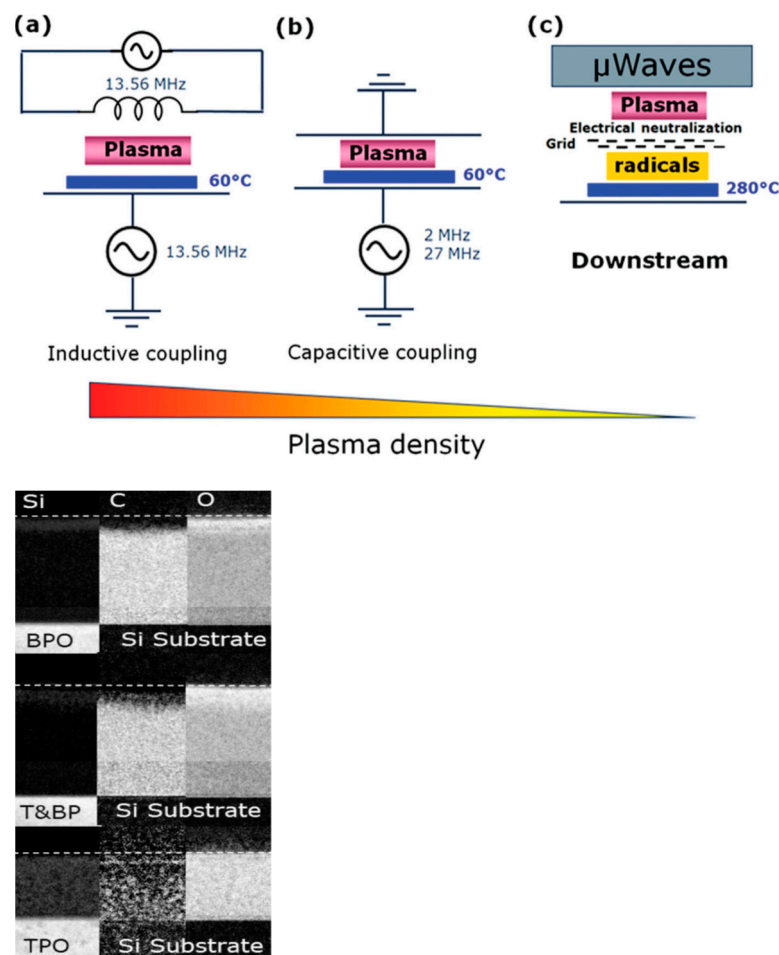 (a)
13.56 MHz
Plasma
60°C
13.56 MHz
Inductive coupling
(b)
Plasma
60°C
2 MHz
27 MHz
Capacitive coupling
(c)
µWaves
Plasma
Electrical neutralization
Grid
radicals
280°C
Downstream
Plasma density
Si C O
BPO Si Substrate
T&BP Si Substrate
TPO Si Substrate